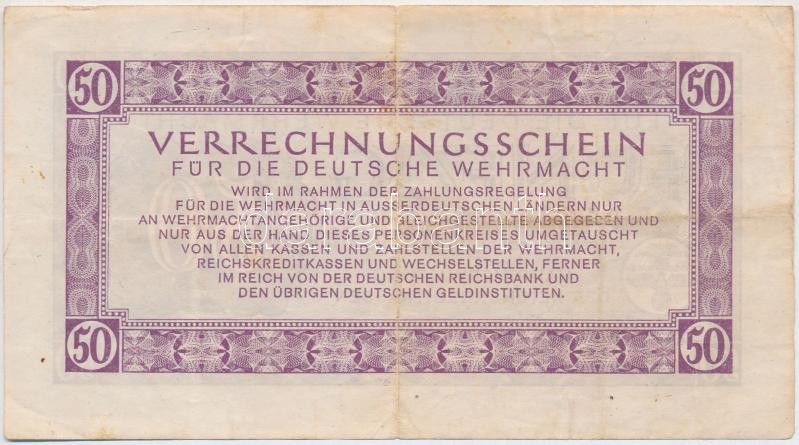 50 50
VERRECHNUNGSSCHEIN
FÜR DIE DEUTSCHE WEHRMACHT
WIRD IM RAHMEN DER ZAHLUNGSREGELUNG
FÜR DIE WEHRMACHT IN AUSSERDEUTSCHEN LÄNDERN NUR
AN WEHRMACHTANGEHÖRIGE UND GLEICHGESTELLTE ABGEGEBEN UND
NUR AUS DER HAND DIESES PERSONENKREISES UMGETAUSCHT
VON ALLEN KASSEN UND ZAHLSTELLEN DER WEHRMACHT,
REICHSKREDITKASSEN UND WECHSELSTELLEN, FERNER
IM REICH VON DER DEUTSCHEN REICHSBANK UND
DEN ÜBRIGEN DEUTSCHEN GELDINSTITUTEN.
50 50